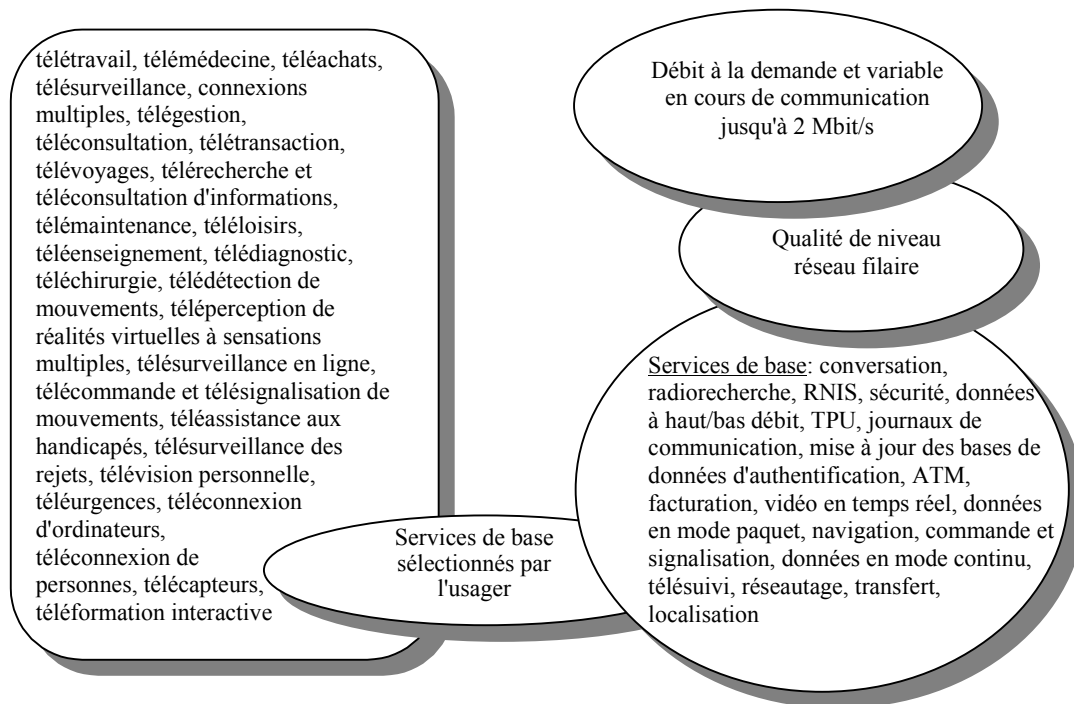 télétravail, télémédecine, téléachats,
télésurveillance, connexions
multiples, télégestion,
téléconsultation, télétransaction,
télévoyages, télérecherche et
téléconsultation d'informations,
télémaintenance, téléloisirs,
téléenseignement, télédiagnostic,
téléchirurgie, télédétection de
mouvements, téléperception de
réalités virtuelles à sensations
multiples, télésurveillance en ligne,
télécommande et télésignalisation de
mouvements, téléassistance aux
handicapés, télésurveillance des
rejets, télévision personnelle,
téléurgences, téléconnexion
d'ordinateurs,
téléconnexion de
personnes, télécapteurs,
téléformation interactive
Services de base
sélectionnés par
l'usager
Débit à la demande et variable
en cours de communication
jusqu'à 2 Mbit/s
Qualité de niveau
réseau filaire
Services de base: conversation,
radiorecherche, RNIS, sécurité, données
à haut/bas débit, TPU, journaux de
communication, mise à jour des bases de
données d'authentification, ATM,
facturation, vidéo en temps réel, données
en mode paquet, navigation, commande et
signalisation, données en mode continu,
télésuivi, réseautage, transfert,
localisation